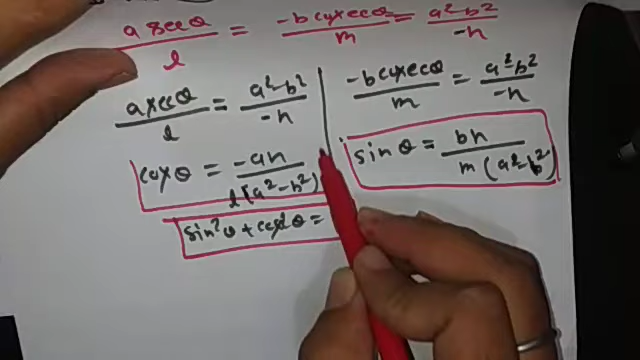 a secθ/l = -b cosecθ/m = a²-b²/-n
a secθ/l = a²-b²/-n
cosθ = -an/l(a²-b²)
sin²θ + cos²θ =
-b cosecθ/m = a²-b²/-n
sinθ = bn/m(a²-b²)